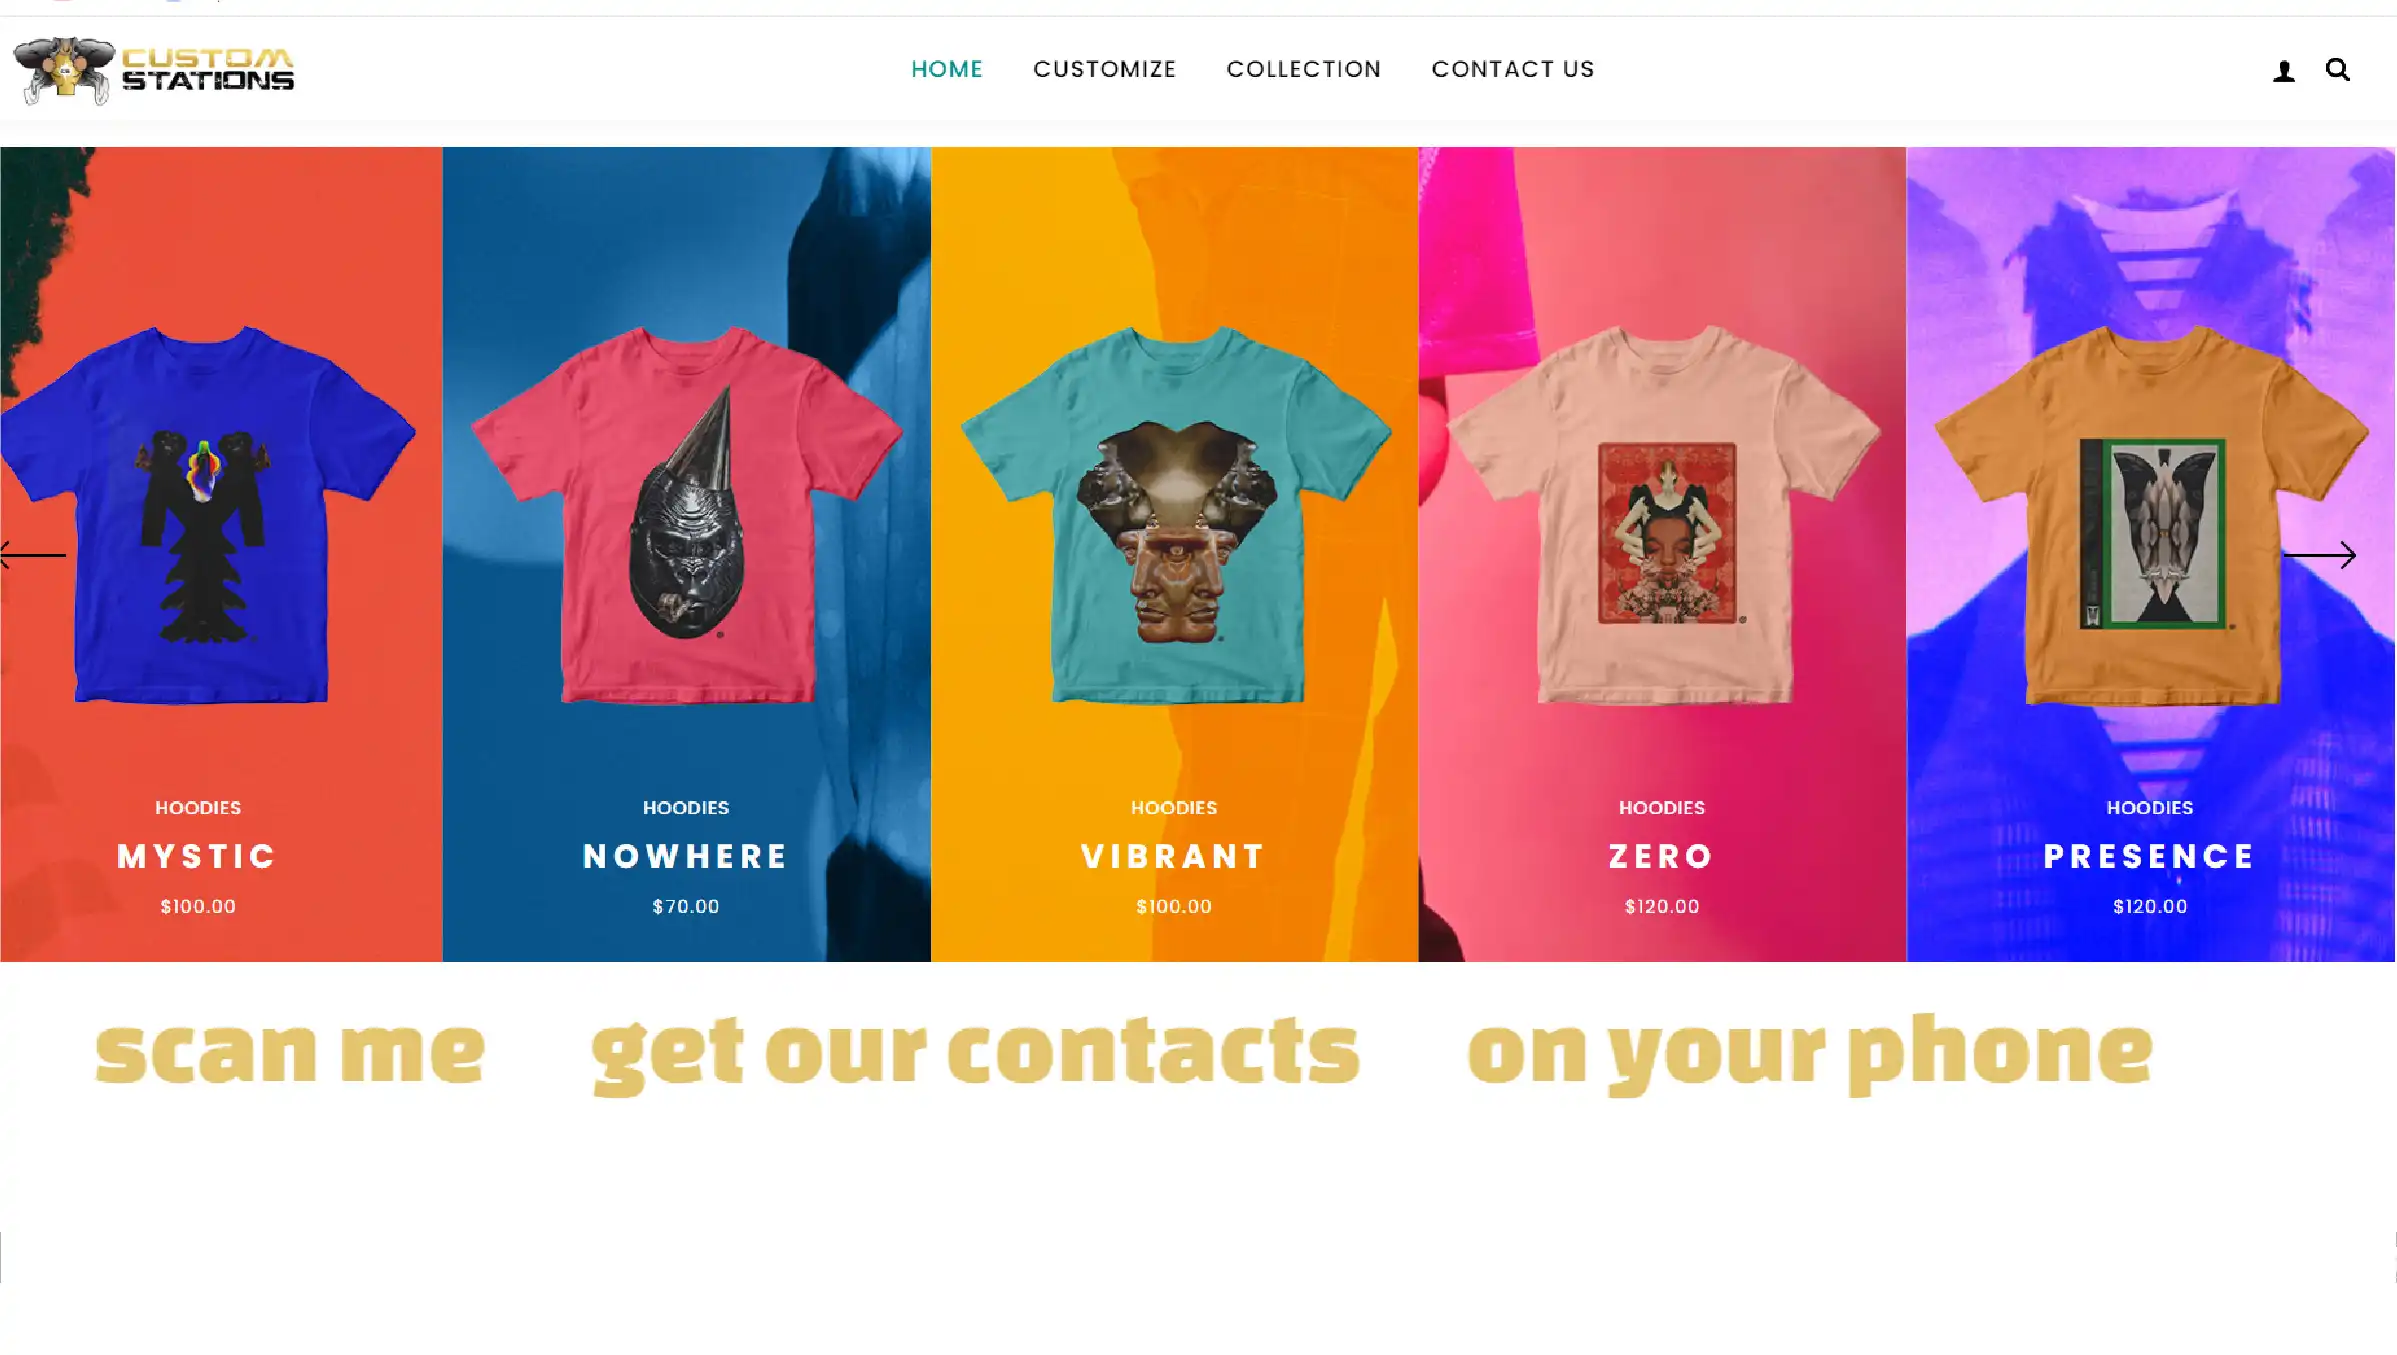 CUSTOM
STATIONS
HOME CUSTOMIZE COLLECTION CONTACT US
HOODIES
MYSTIC
$100.00
HOODIES
NOWHERE
$70.00
HOODIES
VIBRANT
$100.00
HOODIES
ZERO
$120.00
HOODIES
PRESENCE
$120.00
scan me get our contacts on your phone